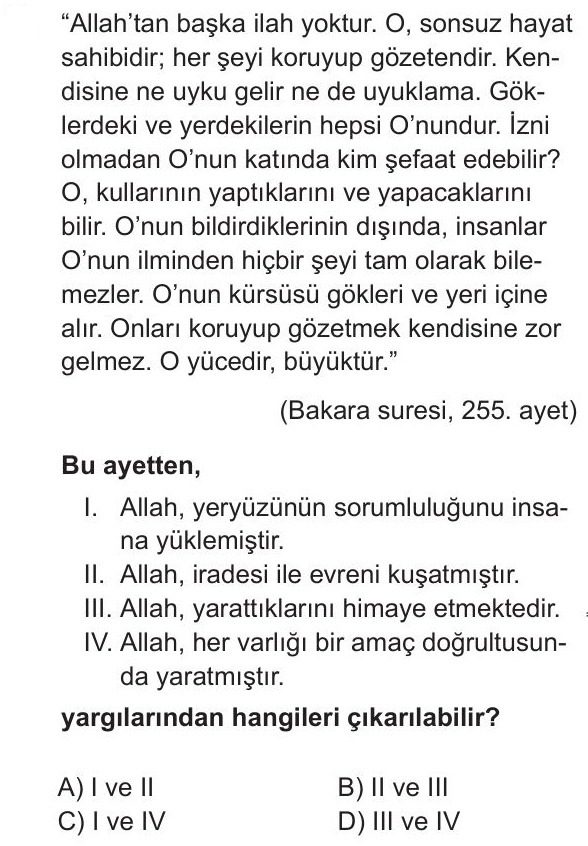 “Allah’tan başka ilah yoktur. O, sonsuz hayat
sahibidir; her şeyi koruyup gözetendir. Ken-
disine ne uyku gelir ne de uyuklama. Gök-
lerdeki ve yerdekilerin hepsi O’nundur. İzni
olmadan O’nun katında kim şefaat edebilir?
O, kullarının yaptıklarını ve yapacaklarını
bilir. O’nun bildirdiklerinin dışında, insanlar
O’nun ilminden hiçbir şeyi tam olarak bile-
mezler. O’nun kürsüsü gökleri ve yeri içine
alır. Onları koruyup gözetmek kendisine zor
gelmez. O yücedir, büyüktür.”
(Bakara suresi, 255. ayet)
Bu ayetten,
I. Allah, yeryüzünün sorumluluğunu insa-
na yüklemiştir.
II. Allah, iradesi ile evreni kuşatmıştır.
III. Allah, yarattıklarını himaye etmektedir.
IV. Allah, her varlığı bir amaç doğrultusun-
da yaratmıştır.
yargılarından hangileri çıkarılabilir?
A) I ve II B) II ve III
C) I ve IV D) III ve IV